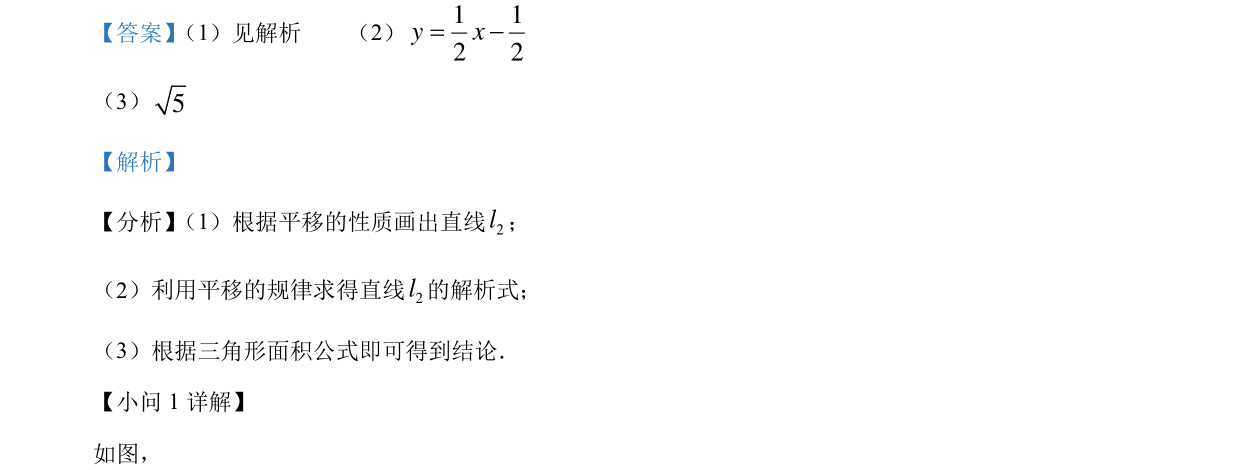 【答案】（1）见解析　　（2）y=\frac{1}{2}x-\frac{1}{2}
（3）\sqrt{5}
【解析】
【分析】（1）根据平移的性质画出直线l₂；
（2）利用平移的规律求得直线l₂的解析式；
（3）根据三角形面积公式即可得到结论．
【小问 1 详解】
如图，